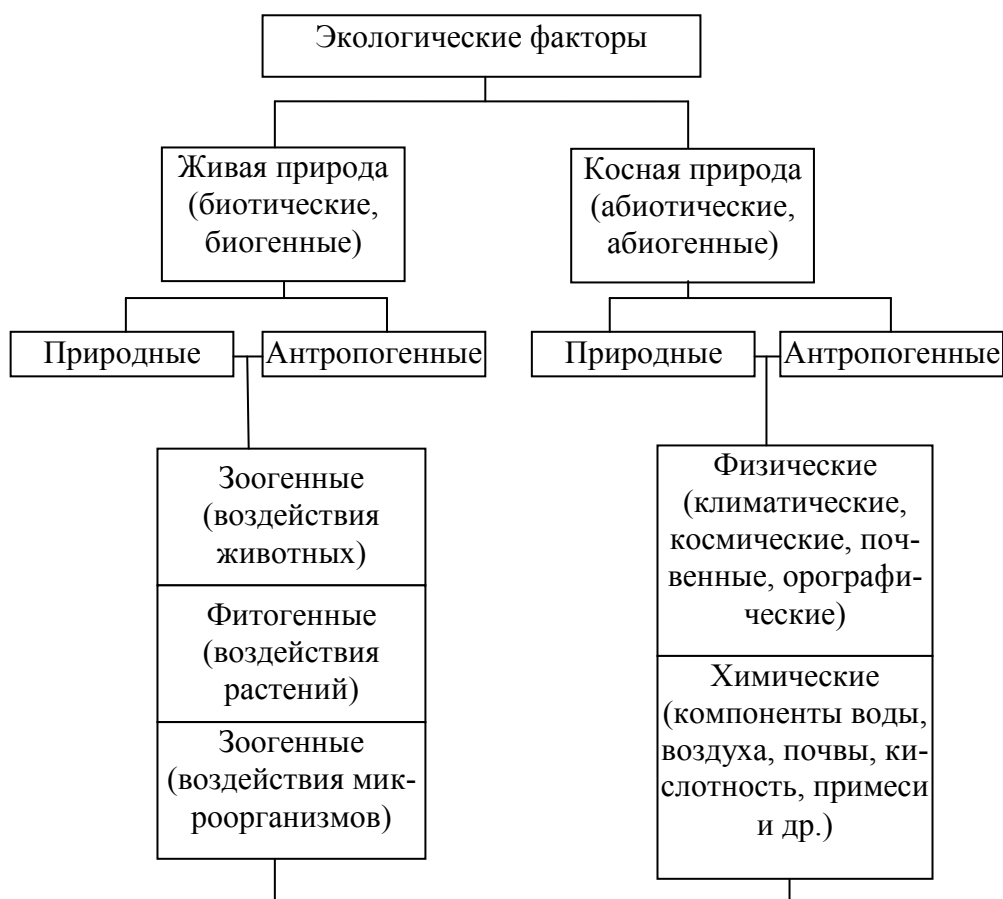 Экологические факторы
Живая природа
(биотические,
биогенные)
Косная природа
(абиотические,
абиогенные)
Природные
Антропогенные
Природные
Антропогенные
Зоогенные
(воздействия
животных)
Фитогенные
(воздействия
растений)
Зоогенные
(воздействия мик-
роорганизмов)
Физические
(климатические,
космические, поч-
венные, орографи-
ческие)
Химические
(компоненты воды,
воздуха, почвы, ки-
слотность, примеси
и др.)